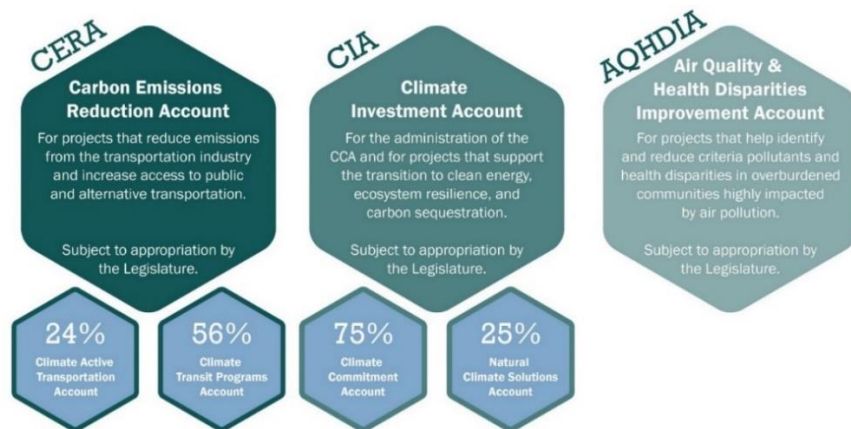 CERA
Carbon Emissions
Reduction Account
For projects that reduce emissions
from the transportation industry
and increase access to public
and alternative transportation.
Subject to appropriation by
the Legislature.
24%
Climate Active
Transportation
Account
56%
Climate
Transit Programs
Account
CIA
Climate
Investment Account
For the administration of the
CCA and for projects that support
the transition to clean energy,
ecosystem resilience, and
carbon sequestration.
Subject to appropriation by
the Legislature.
75%
Climate
Commitment
Account
25%
Natural
Climate Solutions
Account
AQHDIA
Air Quality &
Health Disparities
Improvement Account
For projects that help identify
and reduce criteria pollutants and
health disparities in overburdened
communities highly impacted
by air pollution.
Subject to appropriation by
the Legislature.